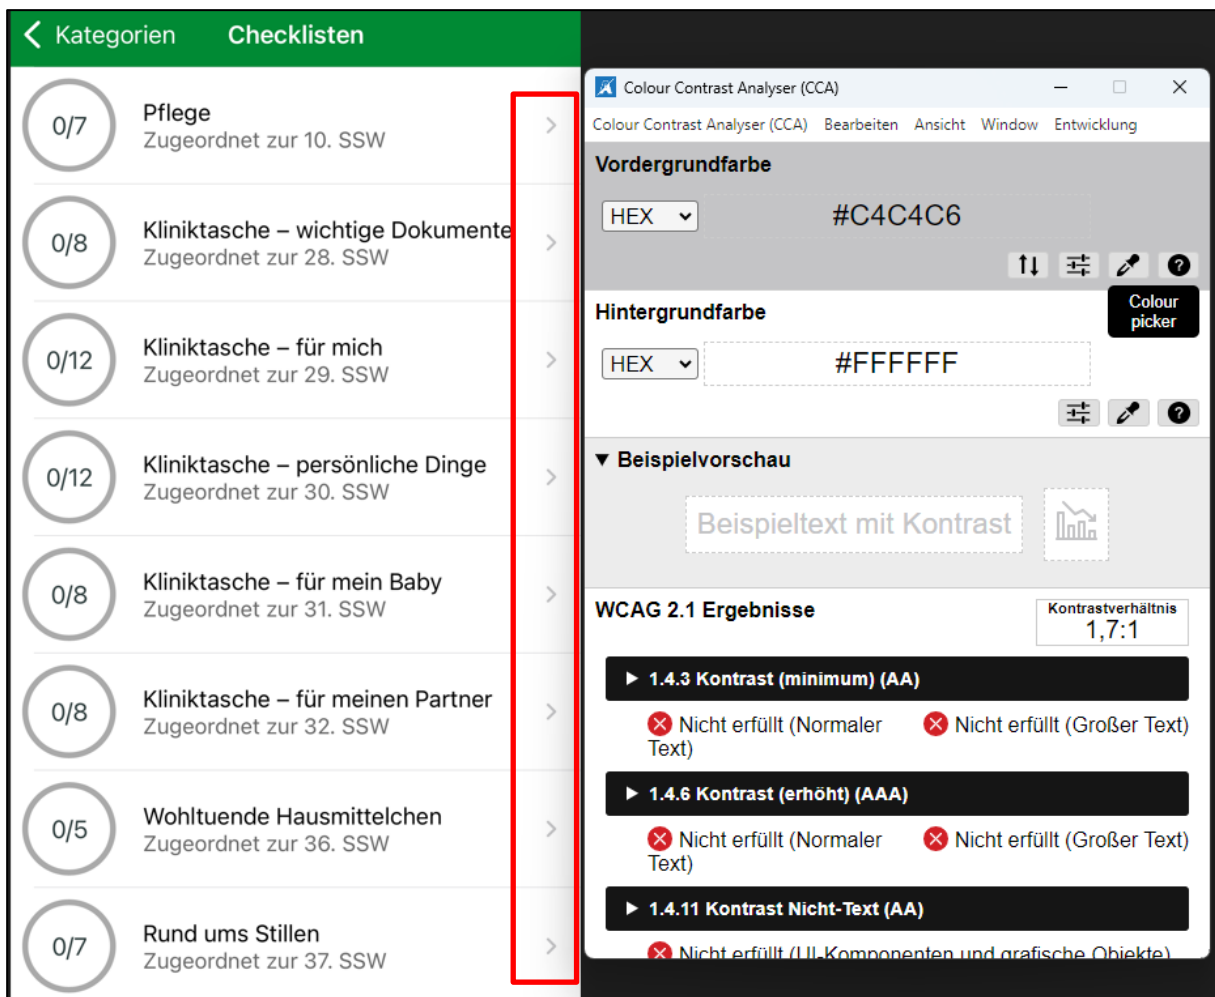 Kategorien Checklisten
0/7
Pflege
Zugeordnet zur 10. SSW
0/8
Kliniktasche – wichtige Dokumente
Zugeordnet zur 28. SSW
0/12
Kliniktasche – für mich
Zugeordnet zur 29. SSW
0/12
Kliniktasche – persönliche Dinge
Zugeordnet zur 30. SSW
0/8
Kliniktasche – für mein Baby
Zugeordnet zur 31. SSW
0/8
Kliniktasche – für meinen Partner
Zugeordnet zur 32. SSW
0/5
Wohltuende Hausmittelchen
Zugeordnet zur 36. SSW
0/7
Rund ums Stillen
Zugeordnet zur 37. SSW
Colour Contrast Analyser (CCA)
Colour Contrast Analyser (CCA) Bearbeiten Ansicht Window Entwicklung
Vordergrundfarbe
HEX #C4C4C6
Colour
picker
Hintergrundfarbe
HEX #FFFFFF
Beispielvorschau
Beispieltext mit Kontrast
WCAG 2.1 Ergebnisse
Kontrastverhältnis
1,7:1
1.4.3 Kontrast (minimum) (AA)
Nicht erfüllt (Normaler
Text)
Nicht erfüllt (Großer Text)
1.4.6 Kontrast (erhöht) (AAA)
Nicht erfüllt (Normaler
Text)
Nicht erfüllt (Großer Text)
1.4.11 Kontrast Nicht-Text (AA)
Nicht erfüllt (UI-Komponenten und grafische Objekte)